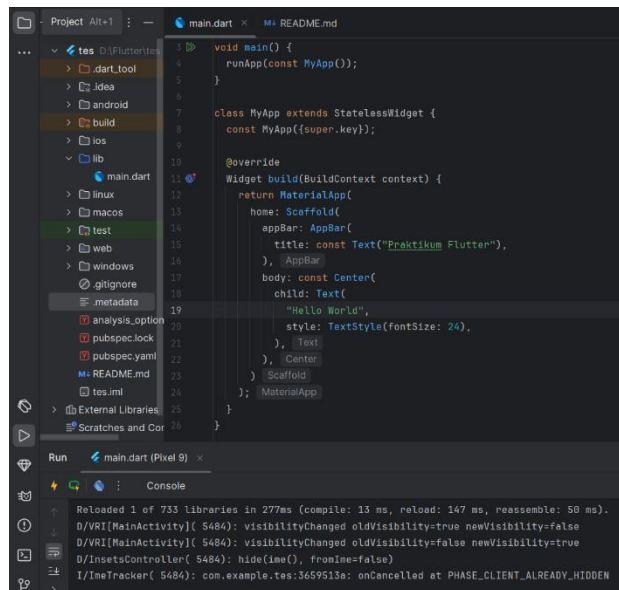 Project Alt+1
main.dart
M↓ README.md
tes D:\Flutter\tes
.dart_tool
.idea
android
build
ios
lib
main.dart
linux
macos
test
web
windows
.gitignore
.metadata
analysis_option
pubspec.lock
pubspec.yaml
M↓ README.md
tes.iml
External Libraries
Scratches and Cor
3 void main() {
4 runApp(const MyApp());
5 }
6
7 class MyApp extends StatelessWidget {
8 const MyApp({super.key});
9
10 @override
11 Widget build(BuildContext context) {
12 return MaterialApp(
13 home: Scaffold(
14 appBar: AppBar(
15 title: const Text("Praktikum Flutter"),
16 ), AppBar
17 body: const Center(
18 child: Text(
19 "Hello World",
20 style: TextStyle(fontSize: 24),
21 ), Text
22 ), Center
23 ) Scaffold
24 ); MaterialApp
25 }
26 }
Run main.dart (Pixel 9)
Console
Reloaded 1 of 733 libraries in 277ms (compile: 13 ms, reload: 147 ms, reassemble: 50 ms).
D/VRI[MainActivity]( 5484): visibilityChanged oldVisibility=true newVisibility=false
D/VRI[MainActivity]( 5484): visibilityChanged oldVisibility=false newVisibility=true
D/InsetsController( 5484): hide(ime(), fromIme=false)
I/ImeTracker( 5484): com.example.tes:3659513a: onCancelled at PHASE_CLIENT_ALREADY_HIDDEN